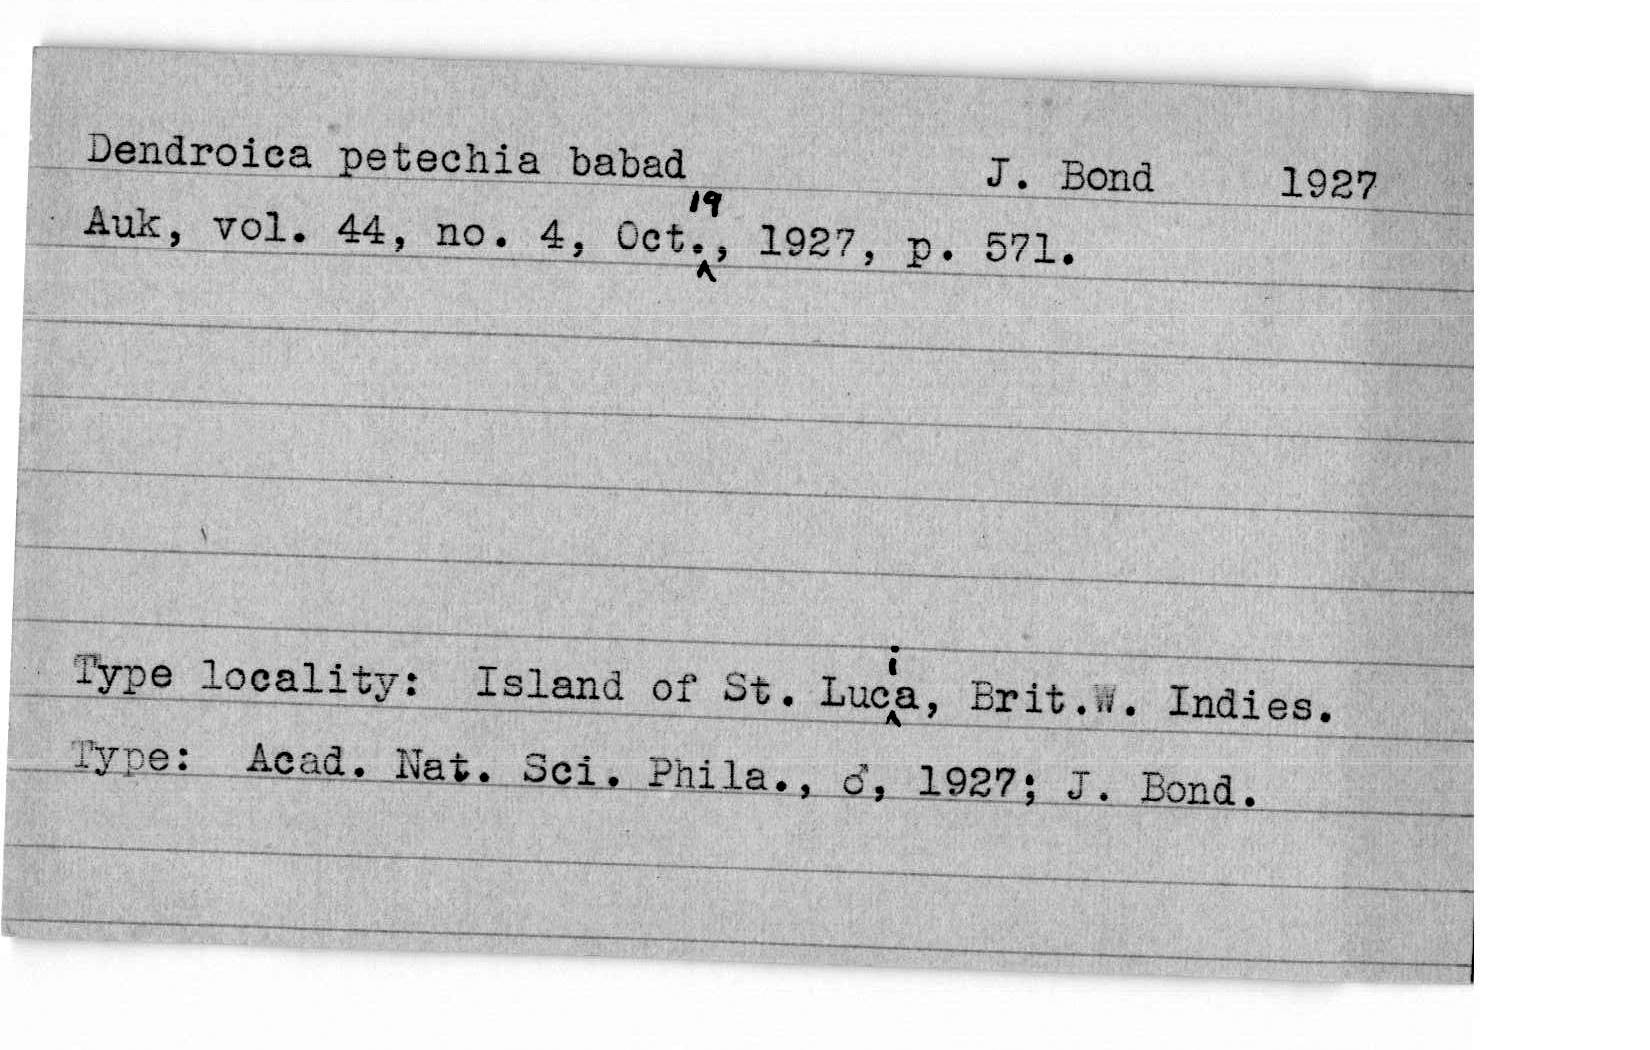 Dendroica petechia babad J. Bond 1927
Auk, vol. 44, no. 4, Oct. 19, 1927, p. 571.
Type locality: Island of St. Lucia, Brit.W. Indies.
Type: Acad. Nat. Sci. Phila., ♂, 1927; J. Bond.